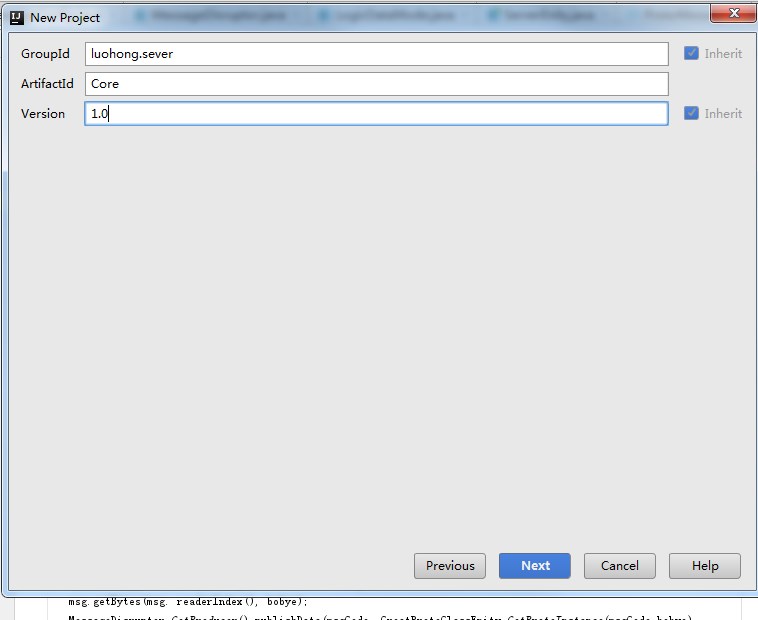 IJ New Project
GroupId luohong.sever Inherit
ArtifactId Core
Version 1.0 Inherit
Previous Next Cancel Help
msg.getBytes(msg. readerIndex(), bobye);